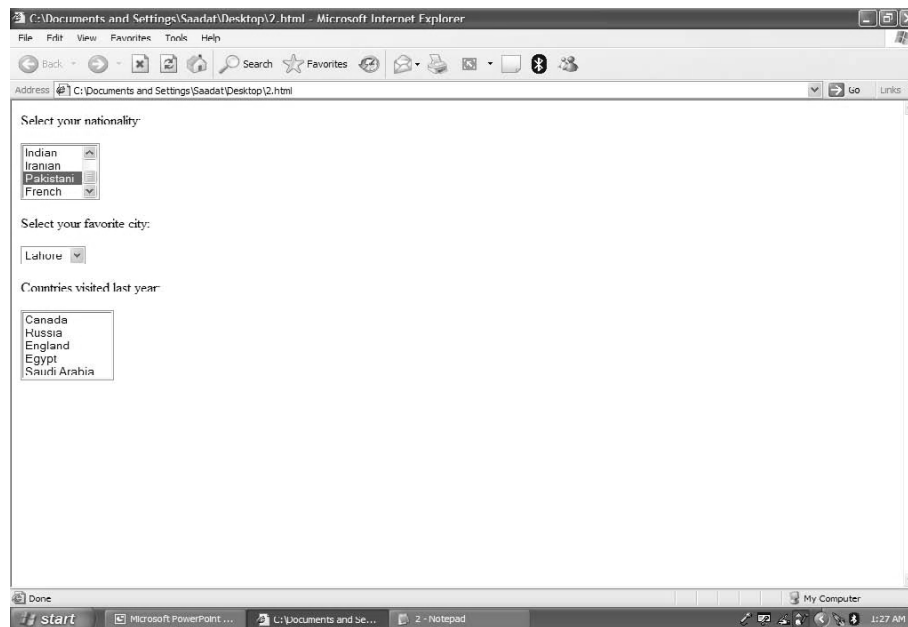 C:\Documents and Settings\Saadat\Desktop\2.html - Microsoft Internet Explorer
File Edit View Favorites Tools Help
Back Search Favorites
Address C:\Documents and Settings\Saadat\Desktop\2.html Go Links
Select your nationality:
Indian
Iranian
Pakistani
French
Select your favorite city:
Lahore
Countries visited last year:
Canada
Russia
England
Egypt
Saudi Arabia
Done My Computer
start Microsoft PowerPoint ... C:\Documents and Se... 2 - Notepad 1:27 AM